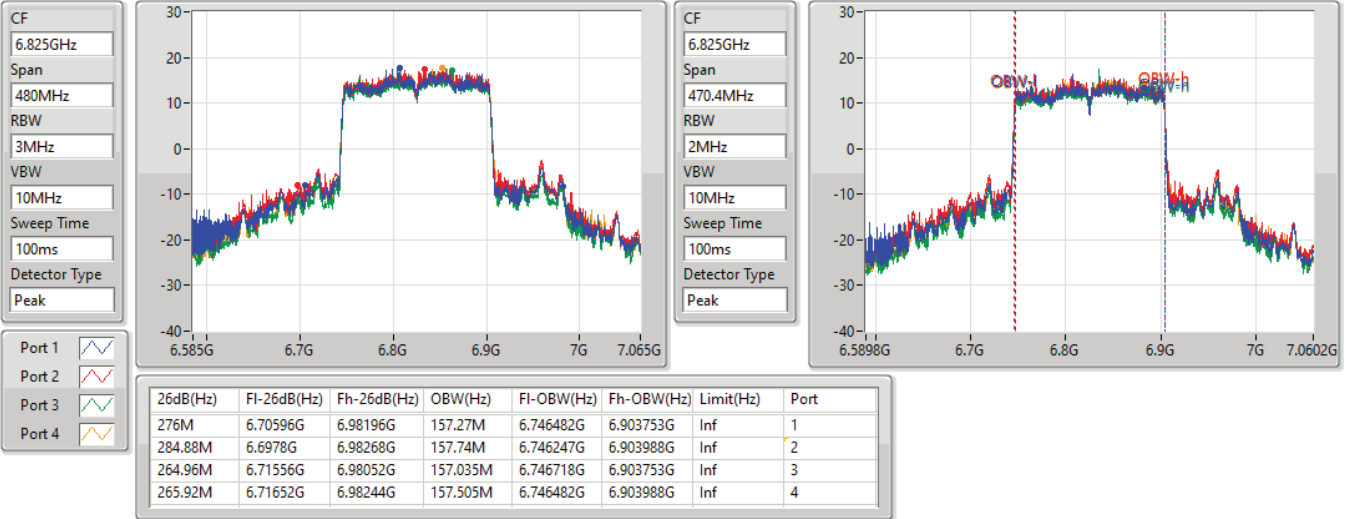 CF
6.825GHz
Span
480MHz
RBW
3MHz
VBW
10MHz
Sweep Time
100ms
Detector Type
Peak
30
20
10
0
-10
-20
-30
-40
6.585G 6.7G 6.8G 6.9G 7G 7.065G
CF
6.825GHz
Span
470.4MHz
RBW
2MHz
VBW
10MHz
Sweep Time
100ms
Detector Type
Peak
30
20
10
0
-10
-20
-30
-40
OBW-l
OBW-h
OBW-h
6.5898G 6.7G 6.8G 6.9G 7G 7.0602G
Port 1
Port 2
Port 3
Port 4
26dB(Hz) Fl-26dB(Hz) Fh-26dB(Hz) OBW(Hz) Fl-OBW(Hz) Fh-OBW(Hz) Limit(Hz) Port
276M 6.70596G 6.98196G 157.27M 6.746482G 6.903753G Inf 1
284.88M 6.6978G 6.98268G 157.74M 6.746247G 6.903988G Inf 2
264.96M 6.71556G 6.98052G 157.035M 6.746718G 6.903753G Inf 3
265.92M 6.71652G 6.98244G 157.505M 6.746482G 6.903988G Inf 4